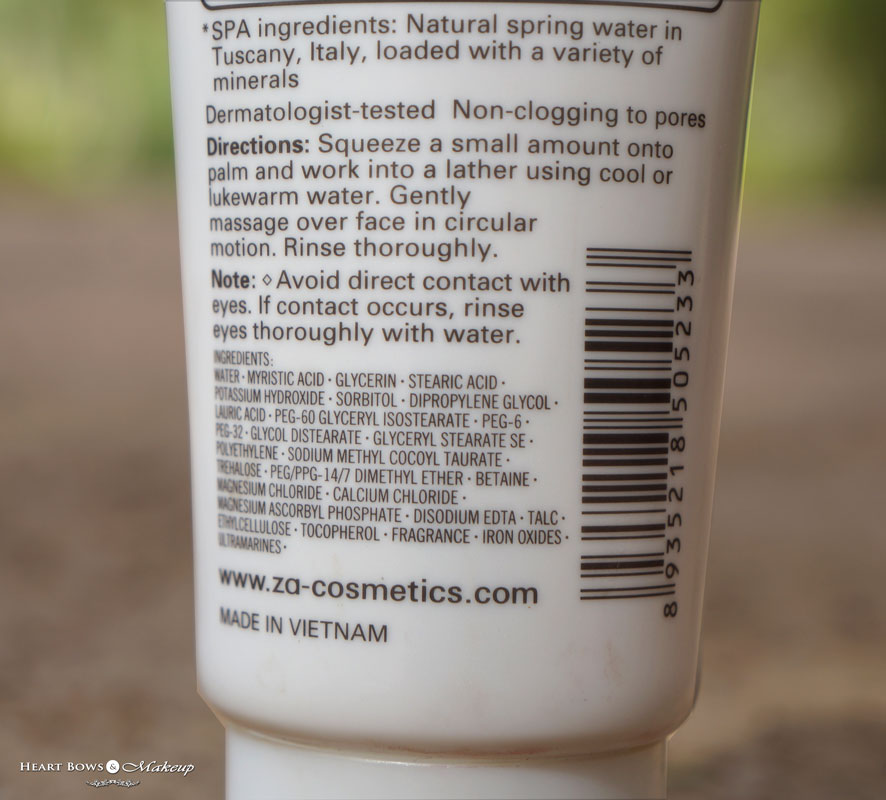 *SPA ingredients: Natural spring water in
Tuscany, Italy, loaded with a variety of
minerals
Dermatologist-tested Non-clogging to pores
Directions: Squeeze a small amount onto
palm and work into a lather using cool or
lukewarm water. Gently
massage over face in circular
motion. Rinse thoroughly.
Note: ◊ Avoid direct contact with
eyes. If contact occurs, rinse
eyes thoroughly with water.
INGREDIENTS:
WATER · MYRISTIC ACID · GLYCERIN · STEARIC ACID ·
POTASSIUM HYDROXIDE · SORBITOL · DIPROPYLENE GLYCOL ·
LAURIC ACID · PEG-60 GLYCERYL ISOSTEARATE · PEG-6 ·
PEG-32 · GLYCOL DISTEARATE · GLYCERYL STEARATE SE ·
POLYETHYLENE · SODIUM METHYL COCOYL TAURATE ·
TREHALOSE · PEG/PPG-14/7 DIMETHYL ETHER · BETAINE ·
MAGNESIUM CHLORIDE · CALCIUM CHLORIDE ·
MAGNESIUM ASCORBYL PHOSPHATE · DISODIUM EDTA · TALC ·
ETHYLCELLULOSE · TOCOPHEROL · FRAGRANCE · IRON OXIDES ·
ULTRAMARINES ·
www.za-cosmetics.com
MADE IN VIETNAM
8935218505233
HEART BOWS & Makeup